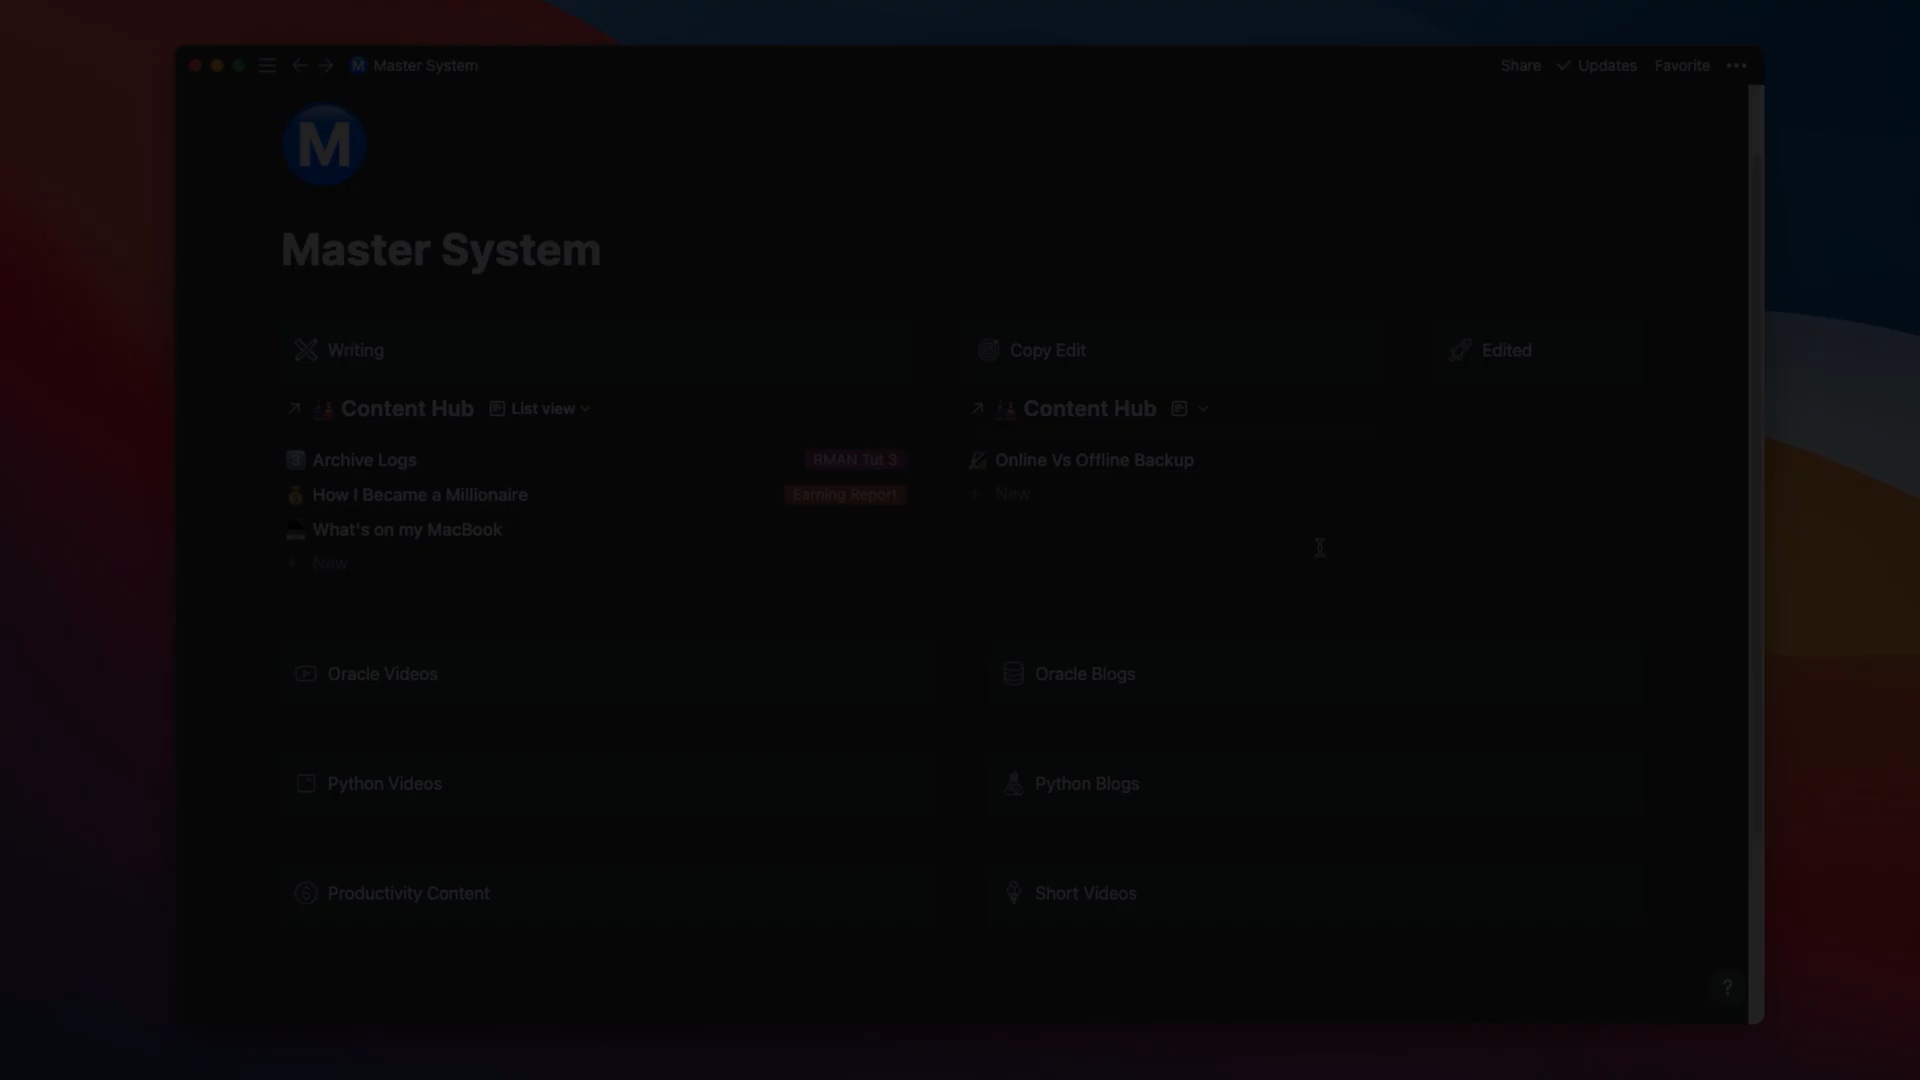 M Master System
Share Updates Favorite
M
Master System
Writing
Copy Edit
Edited
Content Hub List view
Content Hub
Archive Logs RMAN Tut 3
How I Became a Millionaire Earning Report
What's on my MacBook
New
Online Vs Offline Backup
New
Oracle Videos
Oracle Blogs
Python Videos
Python Blogs
Productivity Content
Short Videos
?